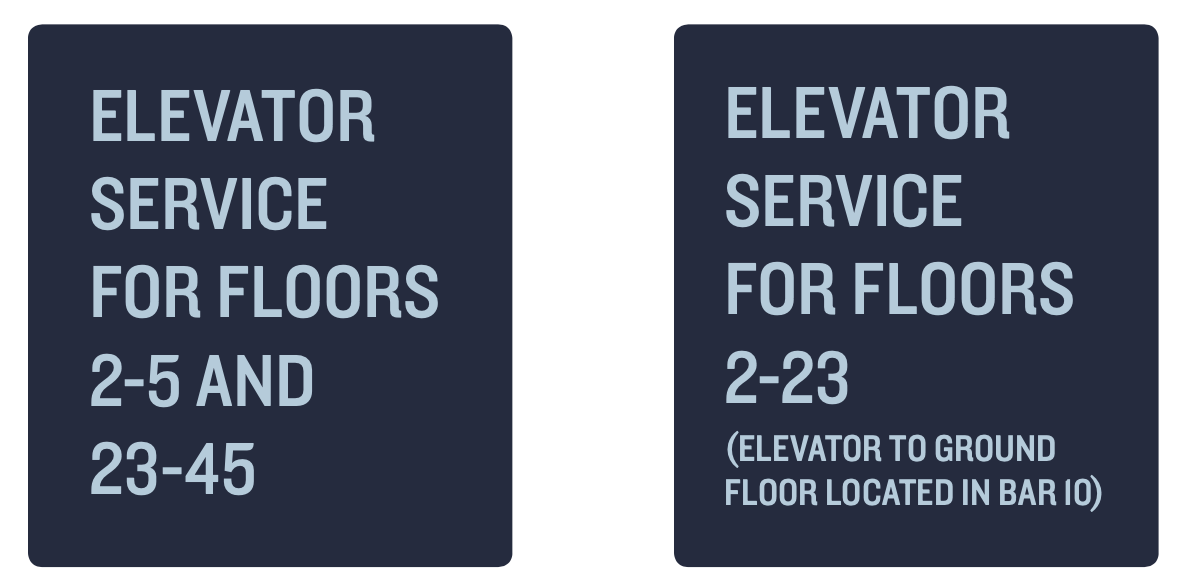 ELEVATOR
SERVICE
FOR FLOORS
2-5 AND
23-45
ELEVATOR
SERVICE
FOR FLOORS
2-23
(ELEVATOR TO GROUND
FLOOR LOCATED IN BAR 10)